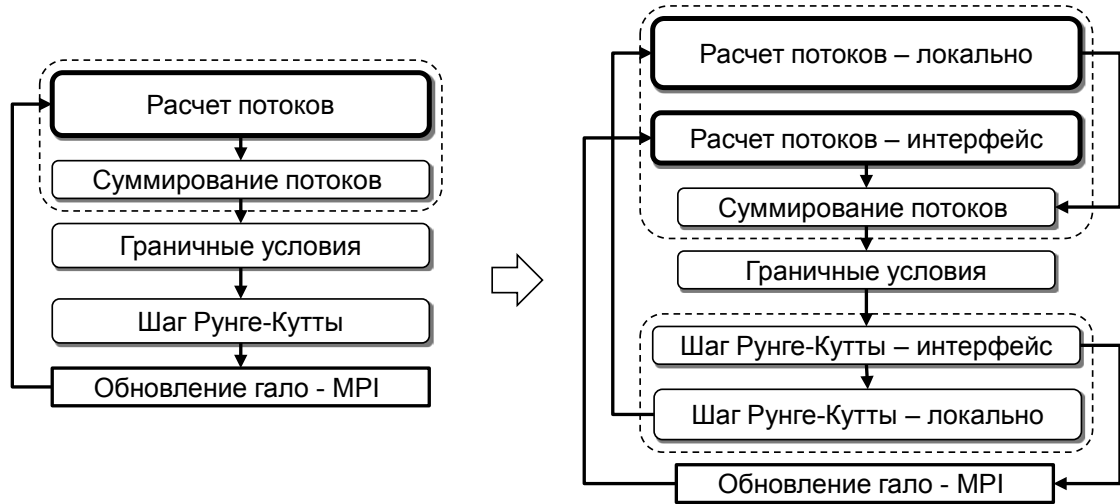 Расчет потоков
Суммирование потоков
Граничные условия
Шаг Рунге-Кутты
Обновление гало - MPI
Расчет потоков – локально
Расчет потоков – интерфейс
Суммирование потоков
Граничные условия
Шаг Рунге-Кутты – интерфейс
Шаг Рунге-Кутты – локально
Обновление гало - MPI